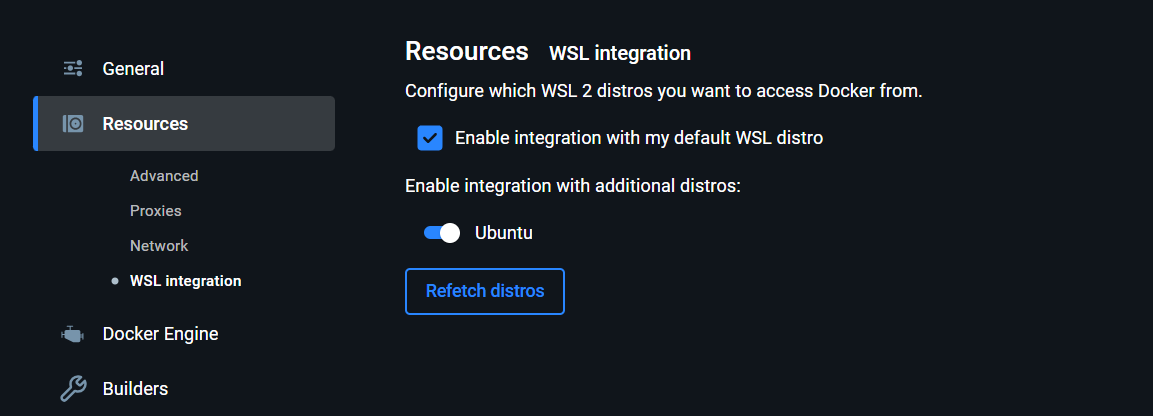 General
Resources
Advanced
Proxies
Network
WSL integration
Docker Engine
Builders
Resources WSL integration
Configure which WSL 2 distros you want to access Docker from.
Enable integration with my default WSL distro
Enable integration with additional distros:
Ubuntu
Refetch distros